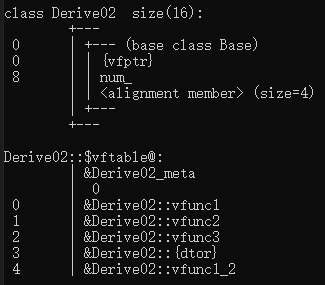 class Derive02  size(16):
        +---
 0      | +--- (base class Base)
 0      | | {vfptr}
 8      | | num_
        | | <alignment member> (size=4)
        | +---
        +---
Derive02::$vftable@:
        | &Derive02_meta
        |  0
 0      | &Derive02::vfunc1
 1      | &Derive02::vfunc2
 2      | &Derive02::vfunc3
 3      | &Derive02::{dtor}
 4      | &Derive02::vfunc1_2